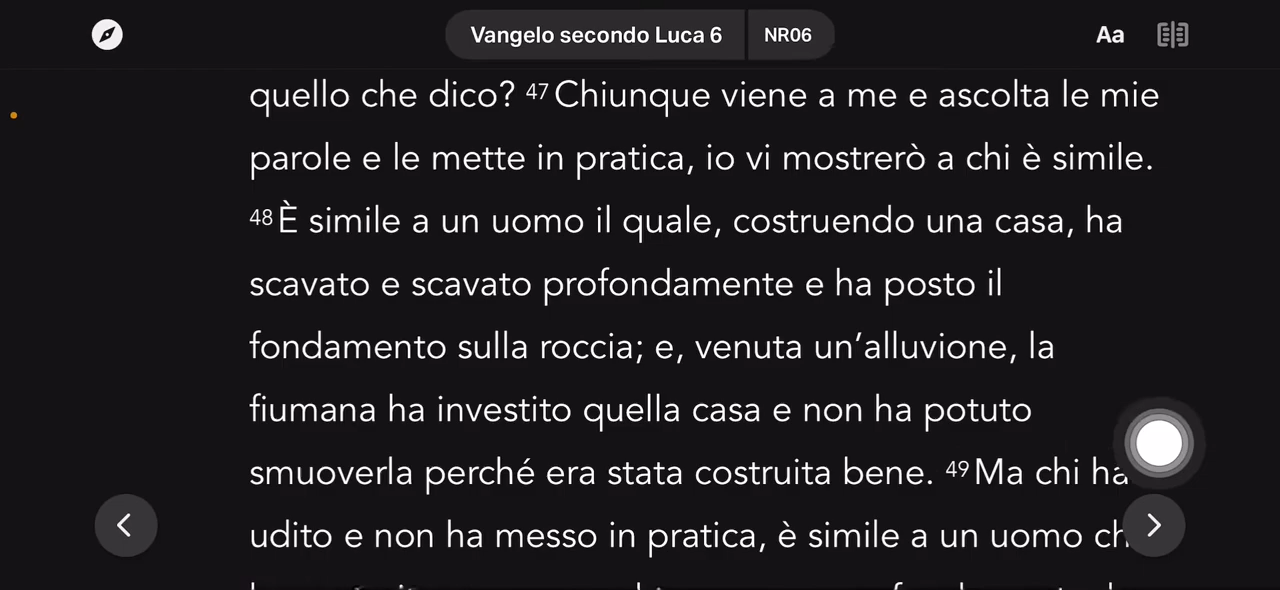 Vangelo secondo Luca 6 NR06 Aa
quello che dico? 47 Chiunque viene a me e ascolta le mie
parole e le mette in pratica, io vi mostrerò a chi è simile.
48 È simile a un uomo il quale, costruendo una casa, ha
scavato e scavato profondamente e ha posto il
fondamento sulla roccia; e, venuta un’alluvione, la
fiumana ha investito quella casa e non ha potuto
smuoverla perché era stata costruita bene. 49 Ma chi ha
udito e non ha messo in pratica, è simile a un uomo